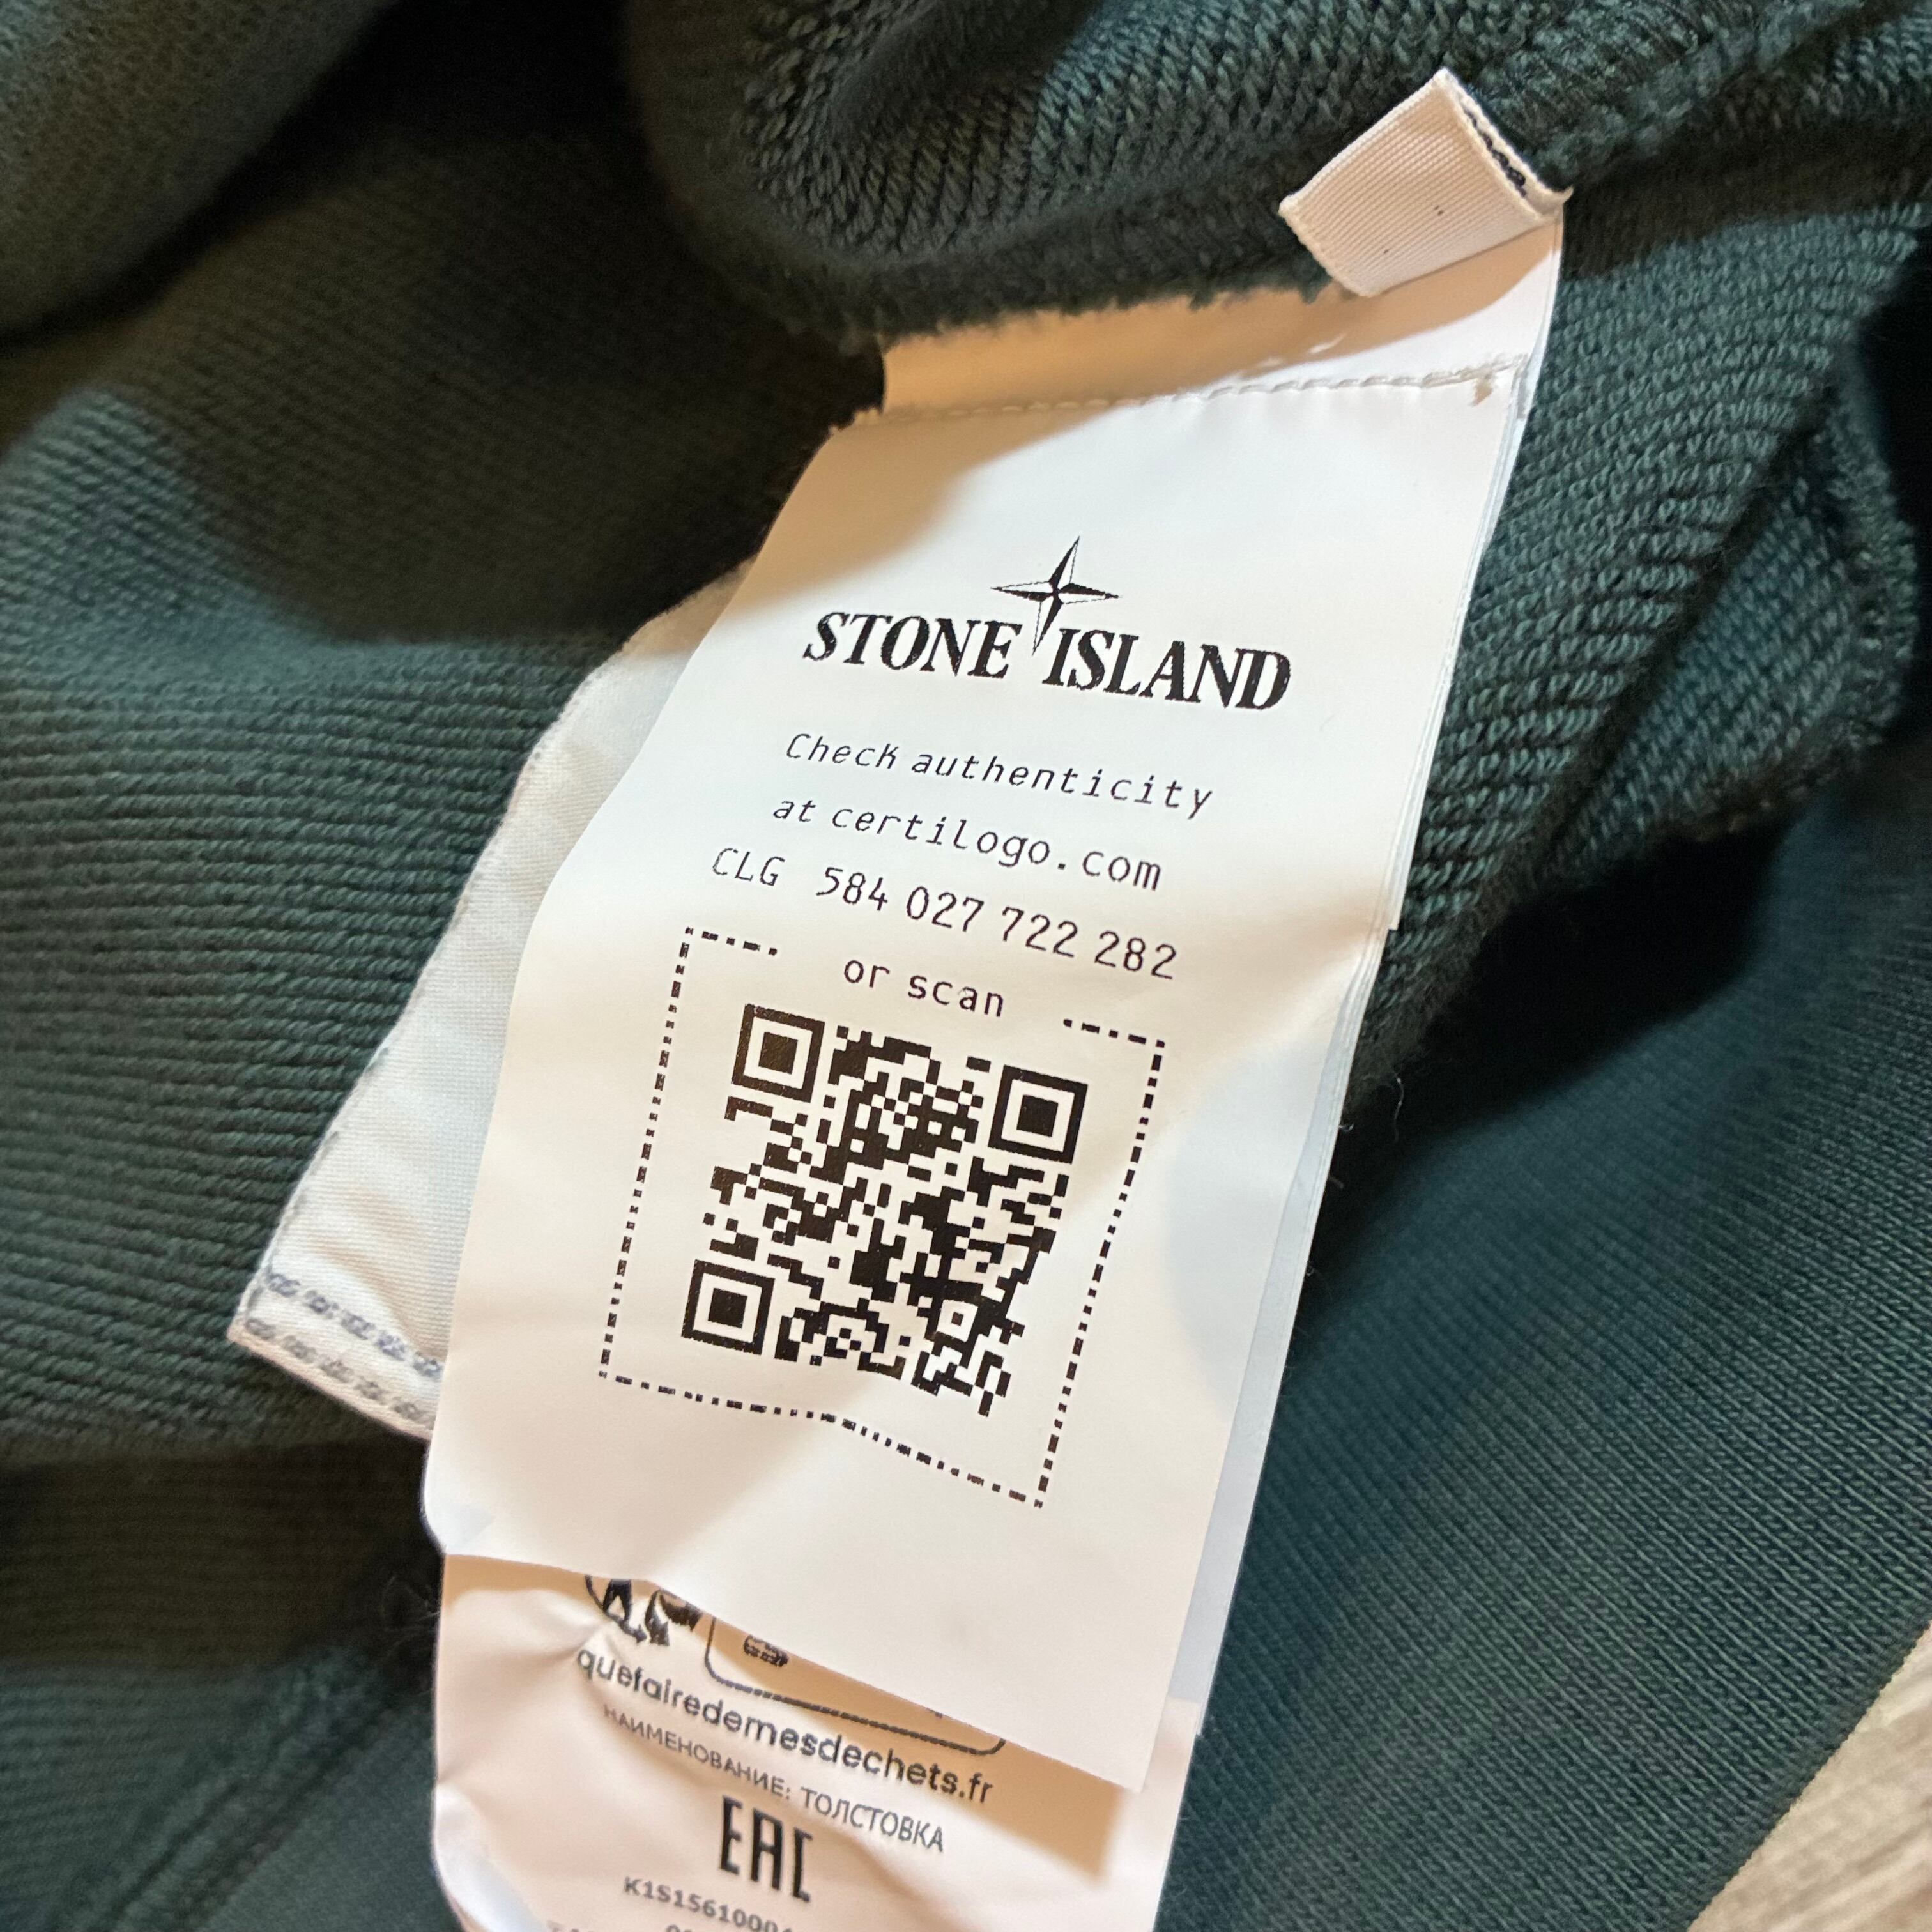 STONE ISLAND
Check authenticity
at certilogo.com
CLG 584 027 722 282
or scan
quefairedemesdechets.fr
НАИМЕНОВАНИЕ: ТОЛСТОВКА
EAC